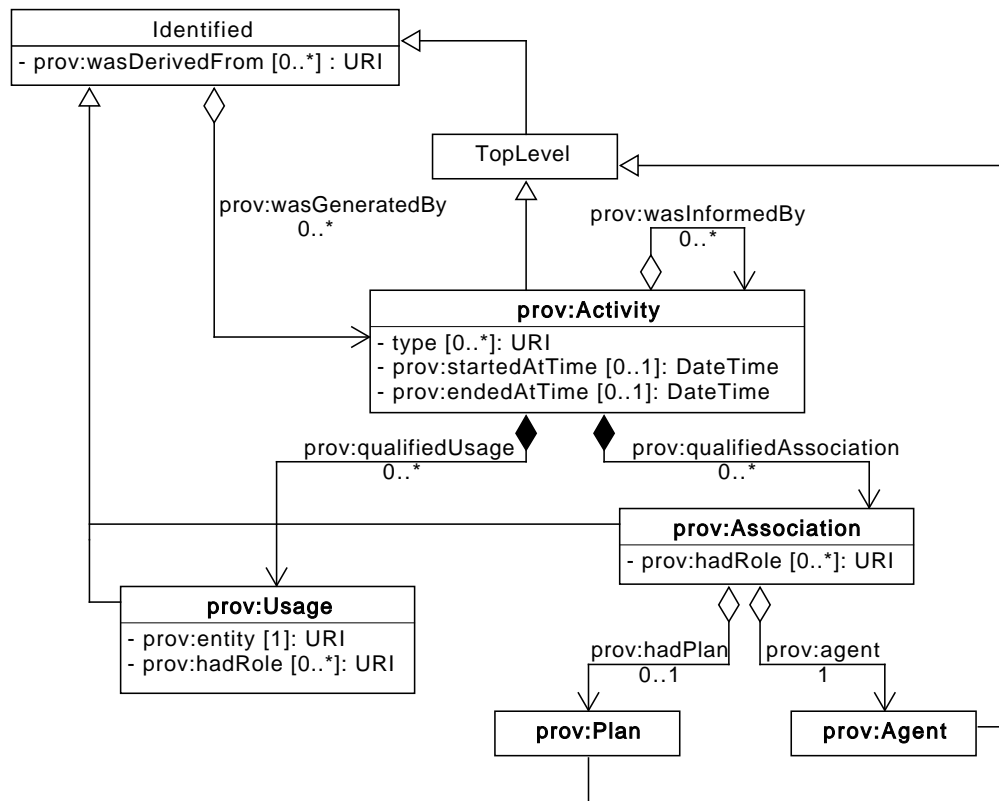 Identified
- prov:wasDerivedFrom [0..*] : URI
TopLevel
prov:wasGeneratedBy
0..*
prov:wasInformedBy
0..*
prov:Activity
- type [0..*]: URI
- prov:startedAtTime [0..1]: DateTime
- prov:endedAtTime [0..1]: DateTime
prov:qualifiedUsage
0..*
prov:qualifiedAssociation
0..*
prov:Association
- prov:hadRole [0..*]: URI
prov:Usage
- prov:entity [1]: URI
- prov:hadRole [0..*]: URI
prov:hadPlan
0..1
prov:agent
1
prov:Plan
prov:Agent